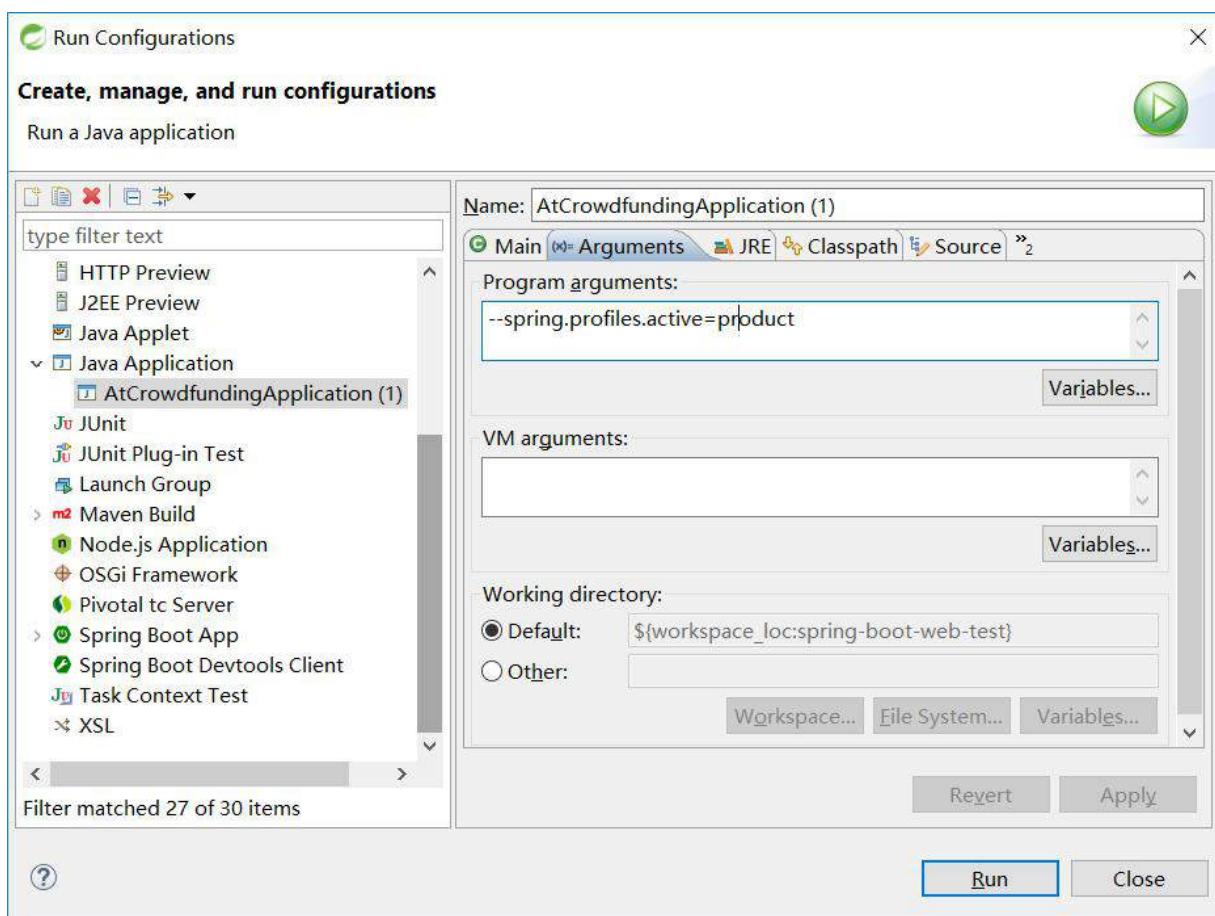 Run Configurations
Create, manage, and run configurations
Run a Java application
type filter text
HTTP Preview
J2EE Preview
Java Applet
Java Application
AtCrowdfundingApplication (1)
JUnit
JUnit Plug-in Test
Launch Group
Maven Build
Node.js Application
OSGi Framework
Pivotal tc Server
Spring Boot App
Spring Boot Devtools Client
Task Context Test
XSL
Filter matched 27 of 30 items
Name: AtCrowdfundingApplication (1)
Main Arguments JRE Classpath Source »2
Program arguments:
--spring.profiles.active=product
Variables...
VM arguments:
Variables...
Working directory:
Default: ${workspace_loc:spring-boot-web-test}
Other:
Workspace... File System... Variables...
Revert Apply
Run Close